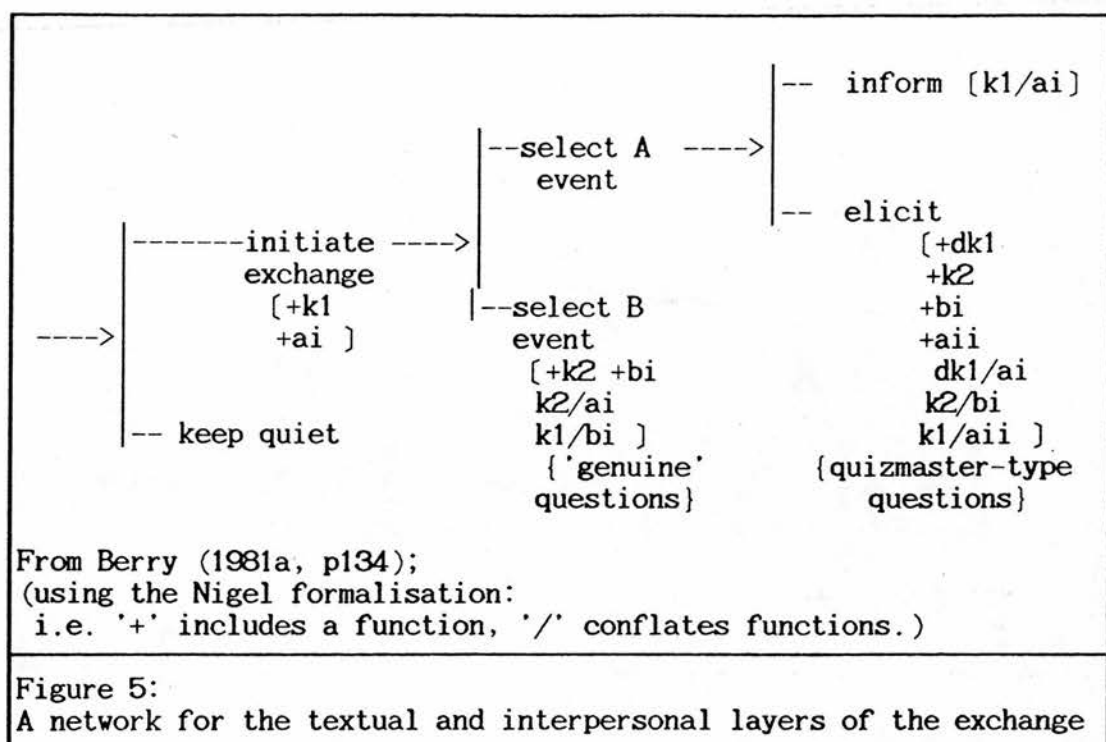 -- inform [k1/ai]
--select A ---->
event
-- elicit
-------initiate ---->
[+dk1
exchange
+k2
[+k1
--select B
+bi
---->
+ai ]
event
+aii
[+k2 +bi
dk1/ai
k2/ai
k2/bi
-- keep quiet
k1/bi ]
k1/aii ]
{'genuine'
{quizmaster-type
questions}
questions}
From Berry (1981a, p134);
(using the Nigel formalisation:
i.e. '+' includes a function, '/' conflates functions.)
Figure 5:
A network for the textual and interpersonal layers of the exchange